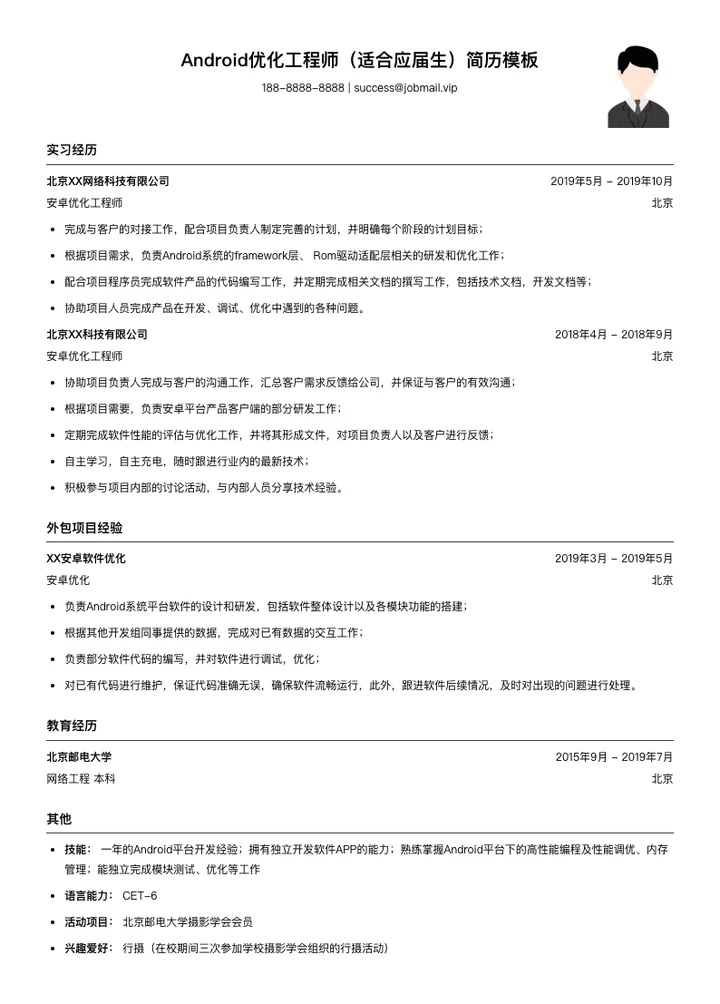 Android优化工程师（适合应届生）简历模板
188-8888-8888 | success@jobmail.vip
实习经历
北京XX网络科技有限公司 2019年5月 – 2019年10月
安卓优化工程师 北京
• 完成与客户的对接工作，配合项目负责人制定完善的计划，并明确每个阶段的计划目标；
• 根据项目需求，负责Android系统的framework层、 Rom驱动适配层相关的研发和优化工作；
• 配合项目程序员完成软件产品的代码编写工作，并定期完成相关文档的撰写工作，包括技术文档，开发文档等；
• 协助项目人员完成产品在开发、调试、优化中遇到的各种问题。
北京XX科技有限公司 2018年4月 – 2018年9月
安卓优化工程师 北京
• 协助项目负责人完成与客户的沟通工作，汇总客户需求反馈给公司，并保证与客户的有效沟通；
• 根据项目需要，负责安卓平台产品客户端的部分研发工作；
• 定期完成软件性能的评估与优化工作，并将其形成文件，对项目负责人以及客户进行反馈；
• 自主学习，自主充电，随时跟进行业内的最新技术；
• 积极参与项目内部的讨论活动，与内部人员分享技术经验。
外包项目经验
XX安卓软件优化 2019年3月 – 2019年5月
安卓优化 北京
• 负责Android系统平台软件的设计和研发，包括软件整体设计以及各模块功能的搭建；
• 根据其他开发组同事提供的数据，完成对已有数据的交互工作；
• 负责部分软件代码的编写，并对软件进行调试，优化；
• 对已有代码进行维护，保证代码准确无误，确保软件流畅运行，此外，跟进软件后续情况，及时对出现的问题进行处理。
教育经历
北京邮电大学 2015年9月 – 2019年7月
网络工程 本科 北京
其他
• 技能： 一年的Android平台开发经验；拥有独立开发软件APP的能力；熟练掌握Android平台下的高性能编程及性能调优、内存
管理；能独立完成模块测试、优化等工作
• 语言能力： CET-6
• 活动项目： 北京邮电大学摄影学会会员
• 兴趣爱好： 行摄（在校期间三次参加学校摄影学会组织的行摄活动）